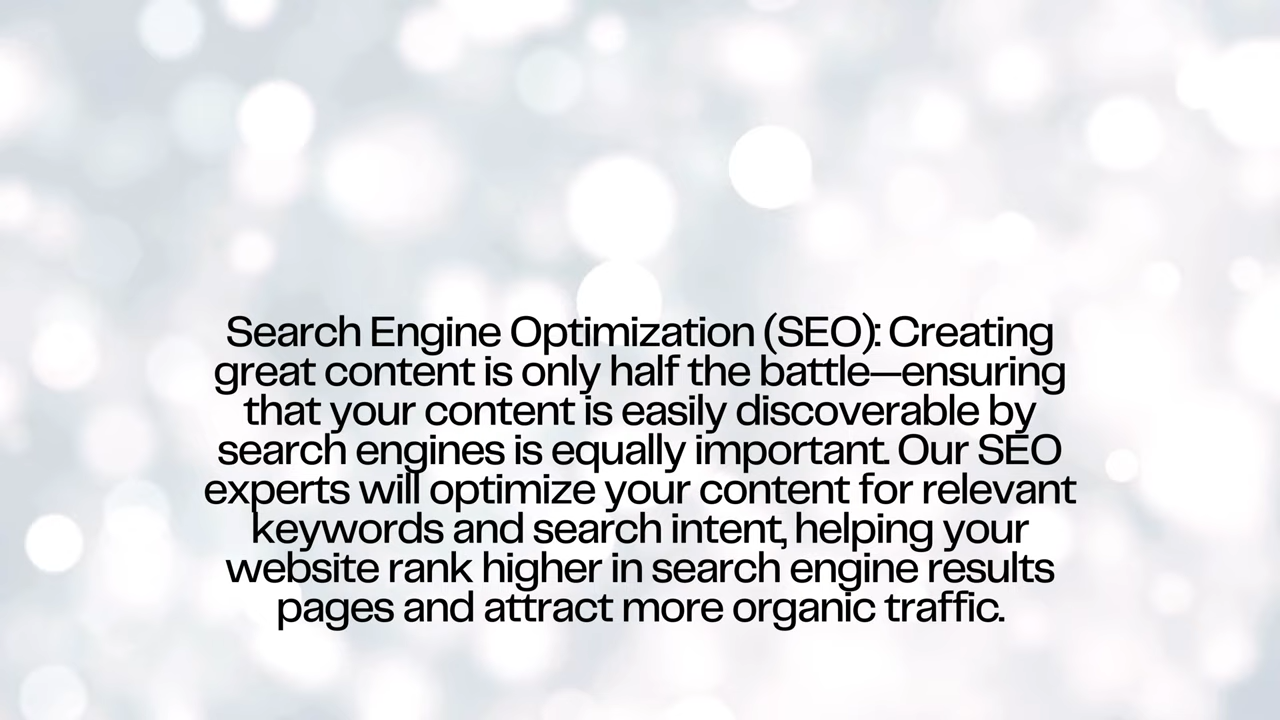 Search Engine Optimization (SEO): Creating
great content is only half the battle—ensuring
that your content is easily discoverable by
search engines is equally important. Our SEO
experts will optimize your content for relevant
keywords and search intent, helping your
website rank higher in search engine results
pages and attract more organic traffic.